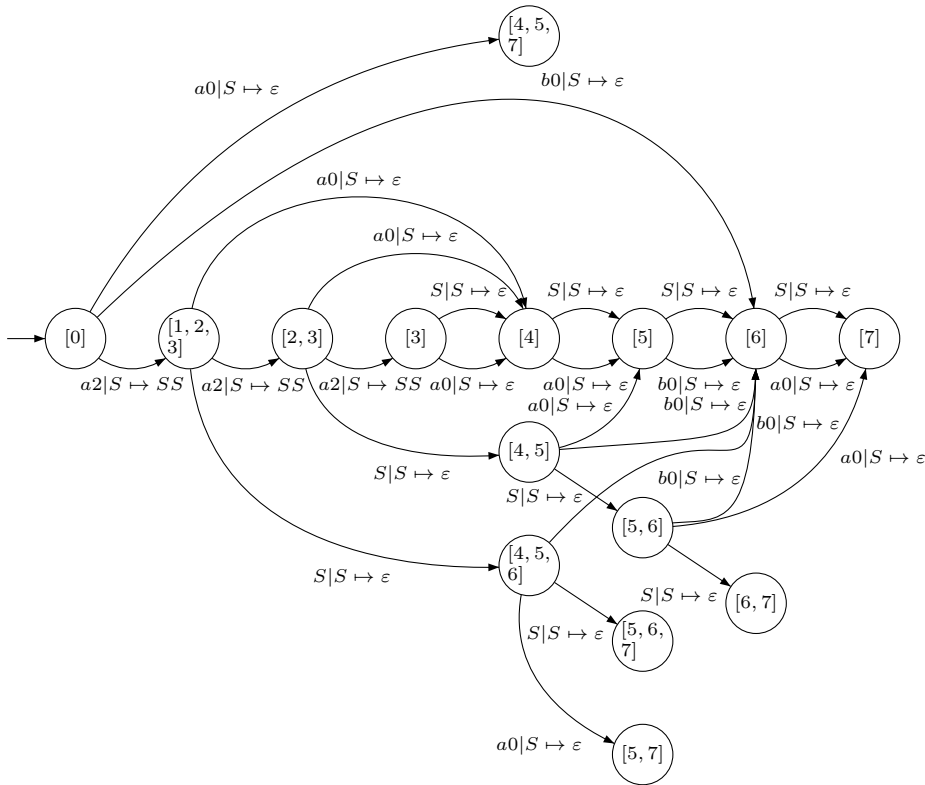 [4, 5,
7]
a0|S ↦ ε
b0|S ↦ ε
a0|S ↦ ε
a0|S ↦ ε
S|S ↦ ε
S|S ↦ ε
S|S ↦ ε
S|S ↦ ε
[0]
[1, 2,
3]
[2, 3]
[3]
[4]
[5]
[6]
[7]
a2|S ↦ SS
a2|S ↦ SS
a2|S ↦ SS
a0|S ↦ ε
a0|S ↦ ε
b0|S ↦ ε
a0|S ↦ ε
a0|S ↦ ε
b0|S ↦ ε
b0|S ↦ ε
[4, 5]
a0|S ↦ ε
S|S ↦ ε
b0|S ↦ ε
S|S ↦ ε
[5, 6]
[4, 5,
6]
S|S ↦ ε
S|S ↦ ε
[6, 7]
S|S ↦ ε
[5, 6,
7]
a0|S ↦ ε
[5, 7]